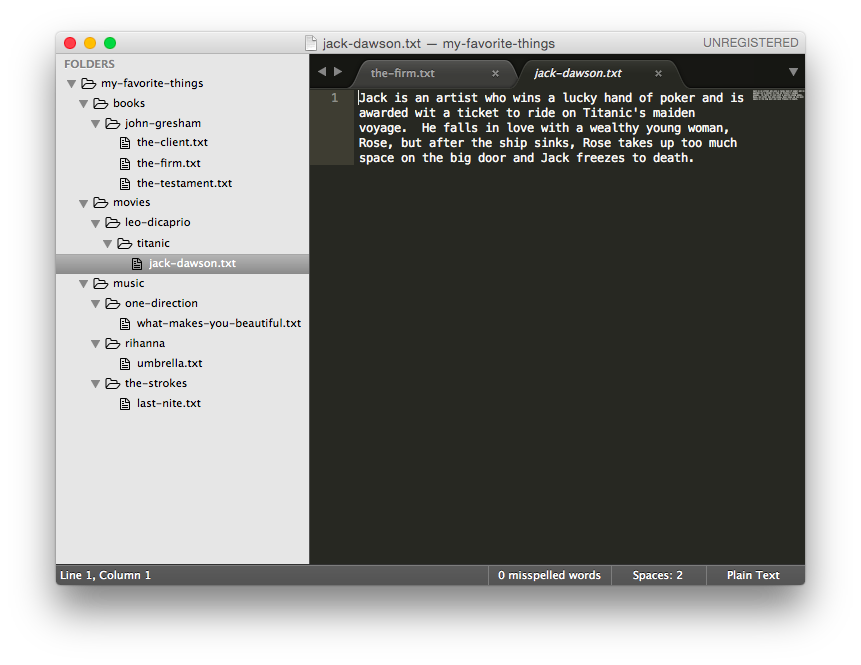 jack-dawson.txt — my-favorite-things
UNREGISTERED
FOLDERS
my-favorite-things
books
john-gresham
the-client.txt
the-firm.txt
the-testament.txt
movies
leo-dicaprio
titanic
jack-dawson.txt
music
one-direction
what-makes-you-beautiful.txt
rihanna
umbrella.txt
the-strokes
last-nite.txt
the-firm.txt
jack-dawson.txt
1
Jack is an artist who wins a lucky hand of poker and is
awarded wit a ticket to ride on Titanic's maiden
voyage.  He falls in love with a wealthy young woman,
Rose, but after the ship sinks, Rose takes up too much
space on the big door and Jack freezes to death.
Line 1, Column 1
0 misspelled words
Spaces: 2
Plain Text